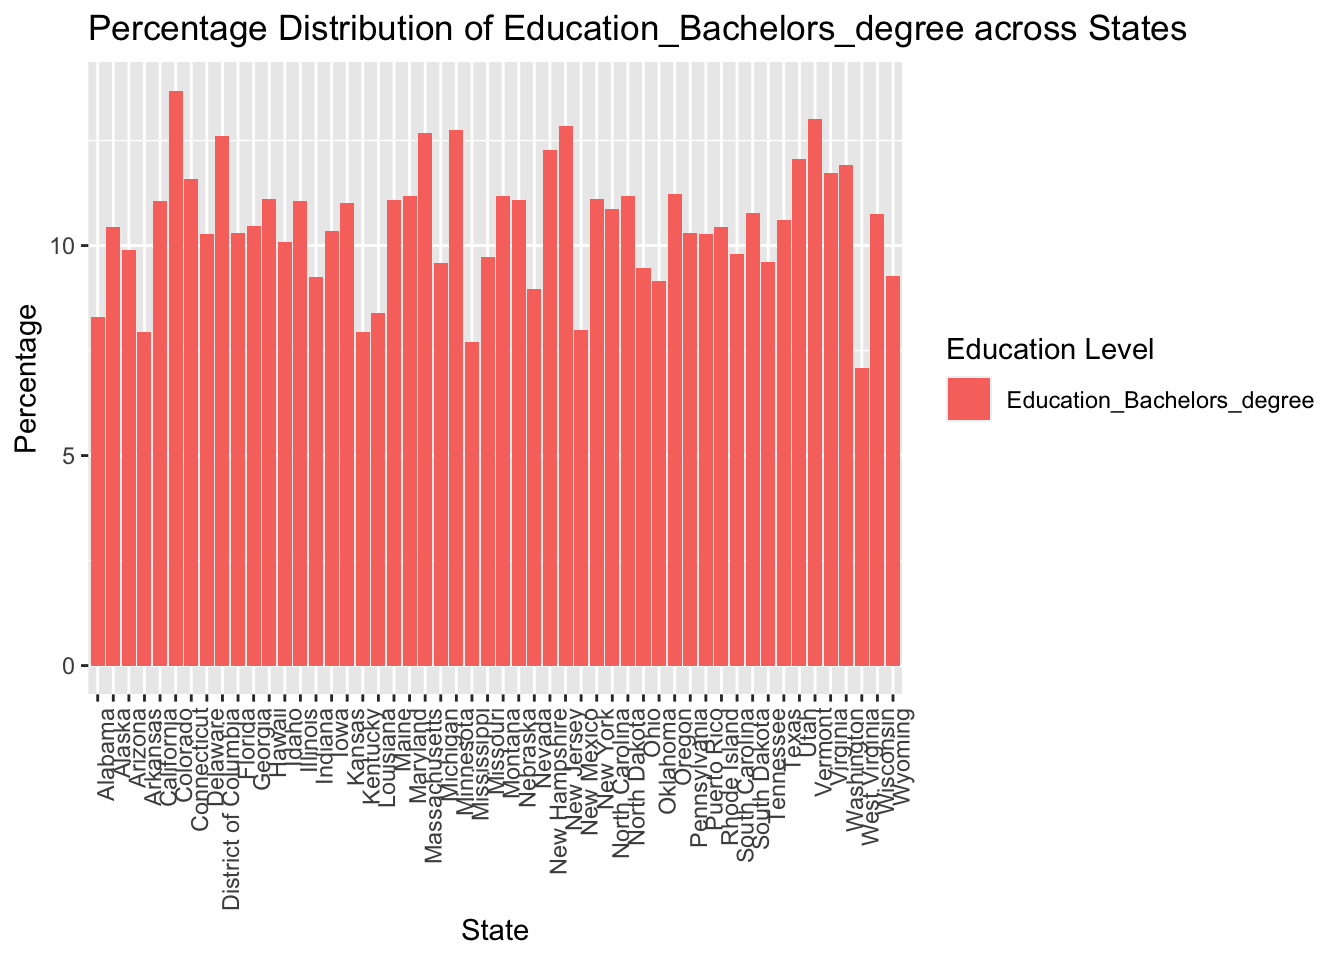 Percentage Distribution of Education_Bachelors_degree across States
Percentage
10
5
0
Alabama
Alaska
Arizona
Arkansas
California
Colorado
Connecticut
Delaware
District of Columbia
Florida
Georgia
Hawaii
Idaho
Illinois
Indiana
Iowa
Kansas
Kentucky
Louisiana
Maine
Maryland
Massachusetts
Michigan
Minnesota
Mississippi
Missouri
Montana
Nebraska
Nevada
New Hampshire
New Jersey
New Mexico
New York
North Carolina
North Dakota
Ohio
Oklahoma
Oregon
Pennsylvania
Puerto Rico
Rhode Island
South Carolina
South Dakota
Tennessee
Texas
Utah
Vermont
Virginia
Washington
West Virginia
Wisconsin
Wyoming
State
Education Level
Education_Bachelors_degree